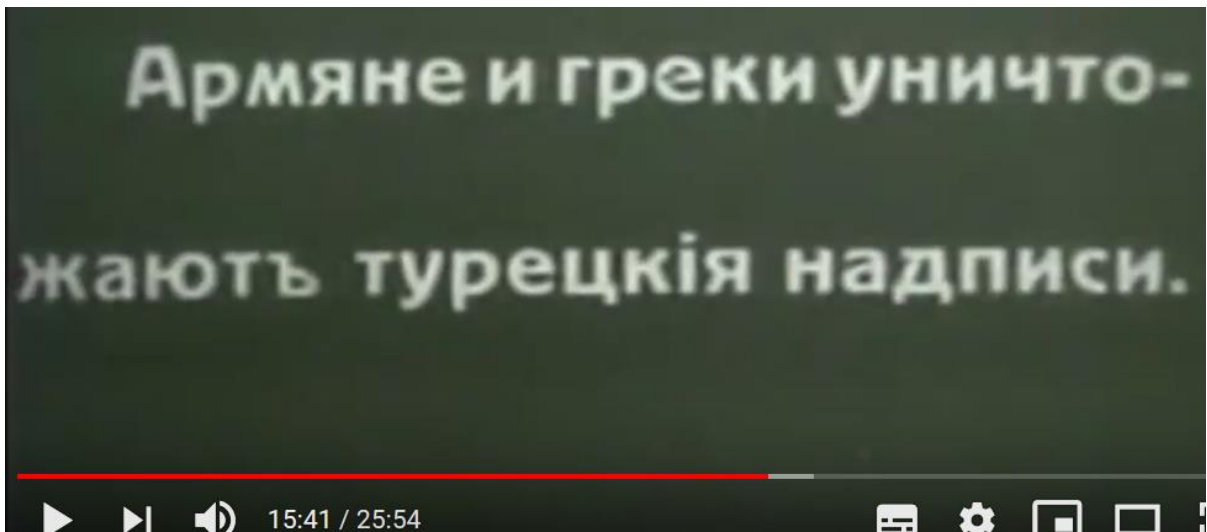 Армяне и греки уничто-
жаютъ турецкія надписи.
15:41 / 25:54